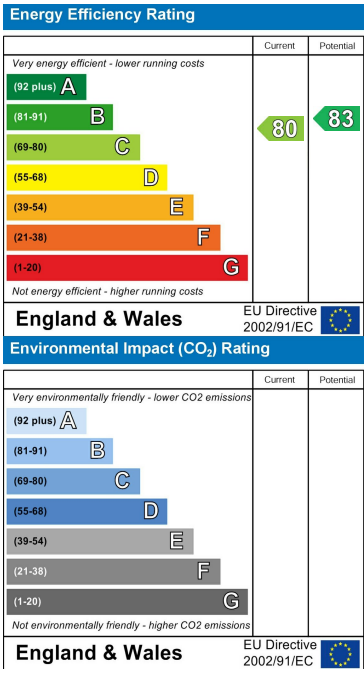 Energy Efficiency Rating
Current Potential
Very energy efficient - lower running costs
(92 plus) A
(81-91) B
(69-80) C
(55-68) D
(39-54) E
(21-38) F
(1-20) G
80 83
Not energy efficient - higher running costs
England & Wales
EU Directive
2002/91/EC
Environmental Impact (CO₂) Rating
Current Potential
Very environmentally friendly - lower CO2 emissions
(92 plus) A
(81-91) B
(69-80) C
(55-68) D
(39-54) E
(21-38) F
(1-20) G
Not environmentally friendly - higher CO2 emissions
England & Wales
EU Directive
2002/91/EC